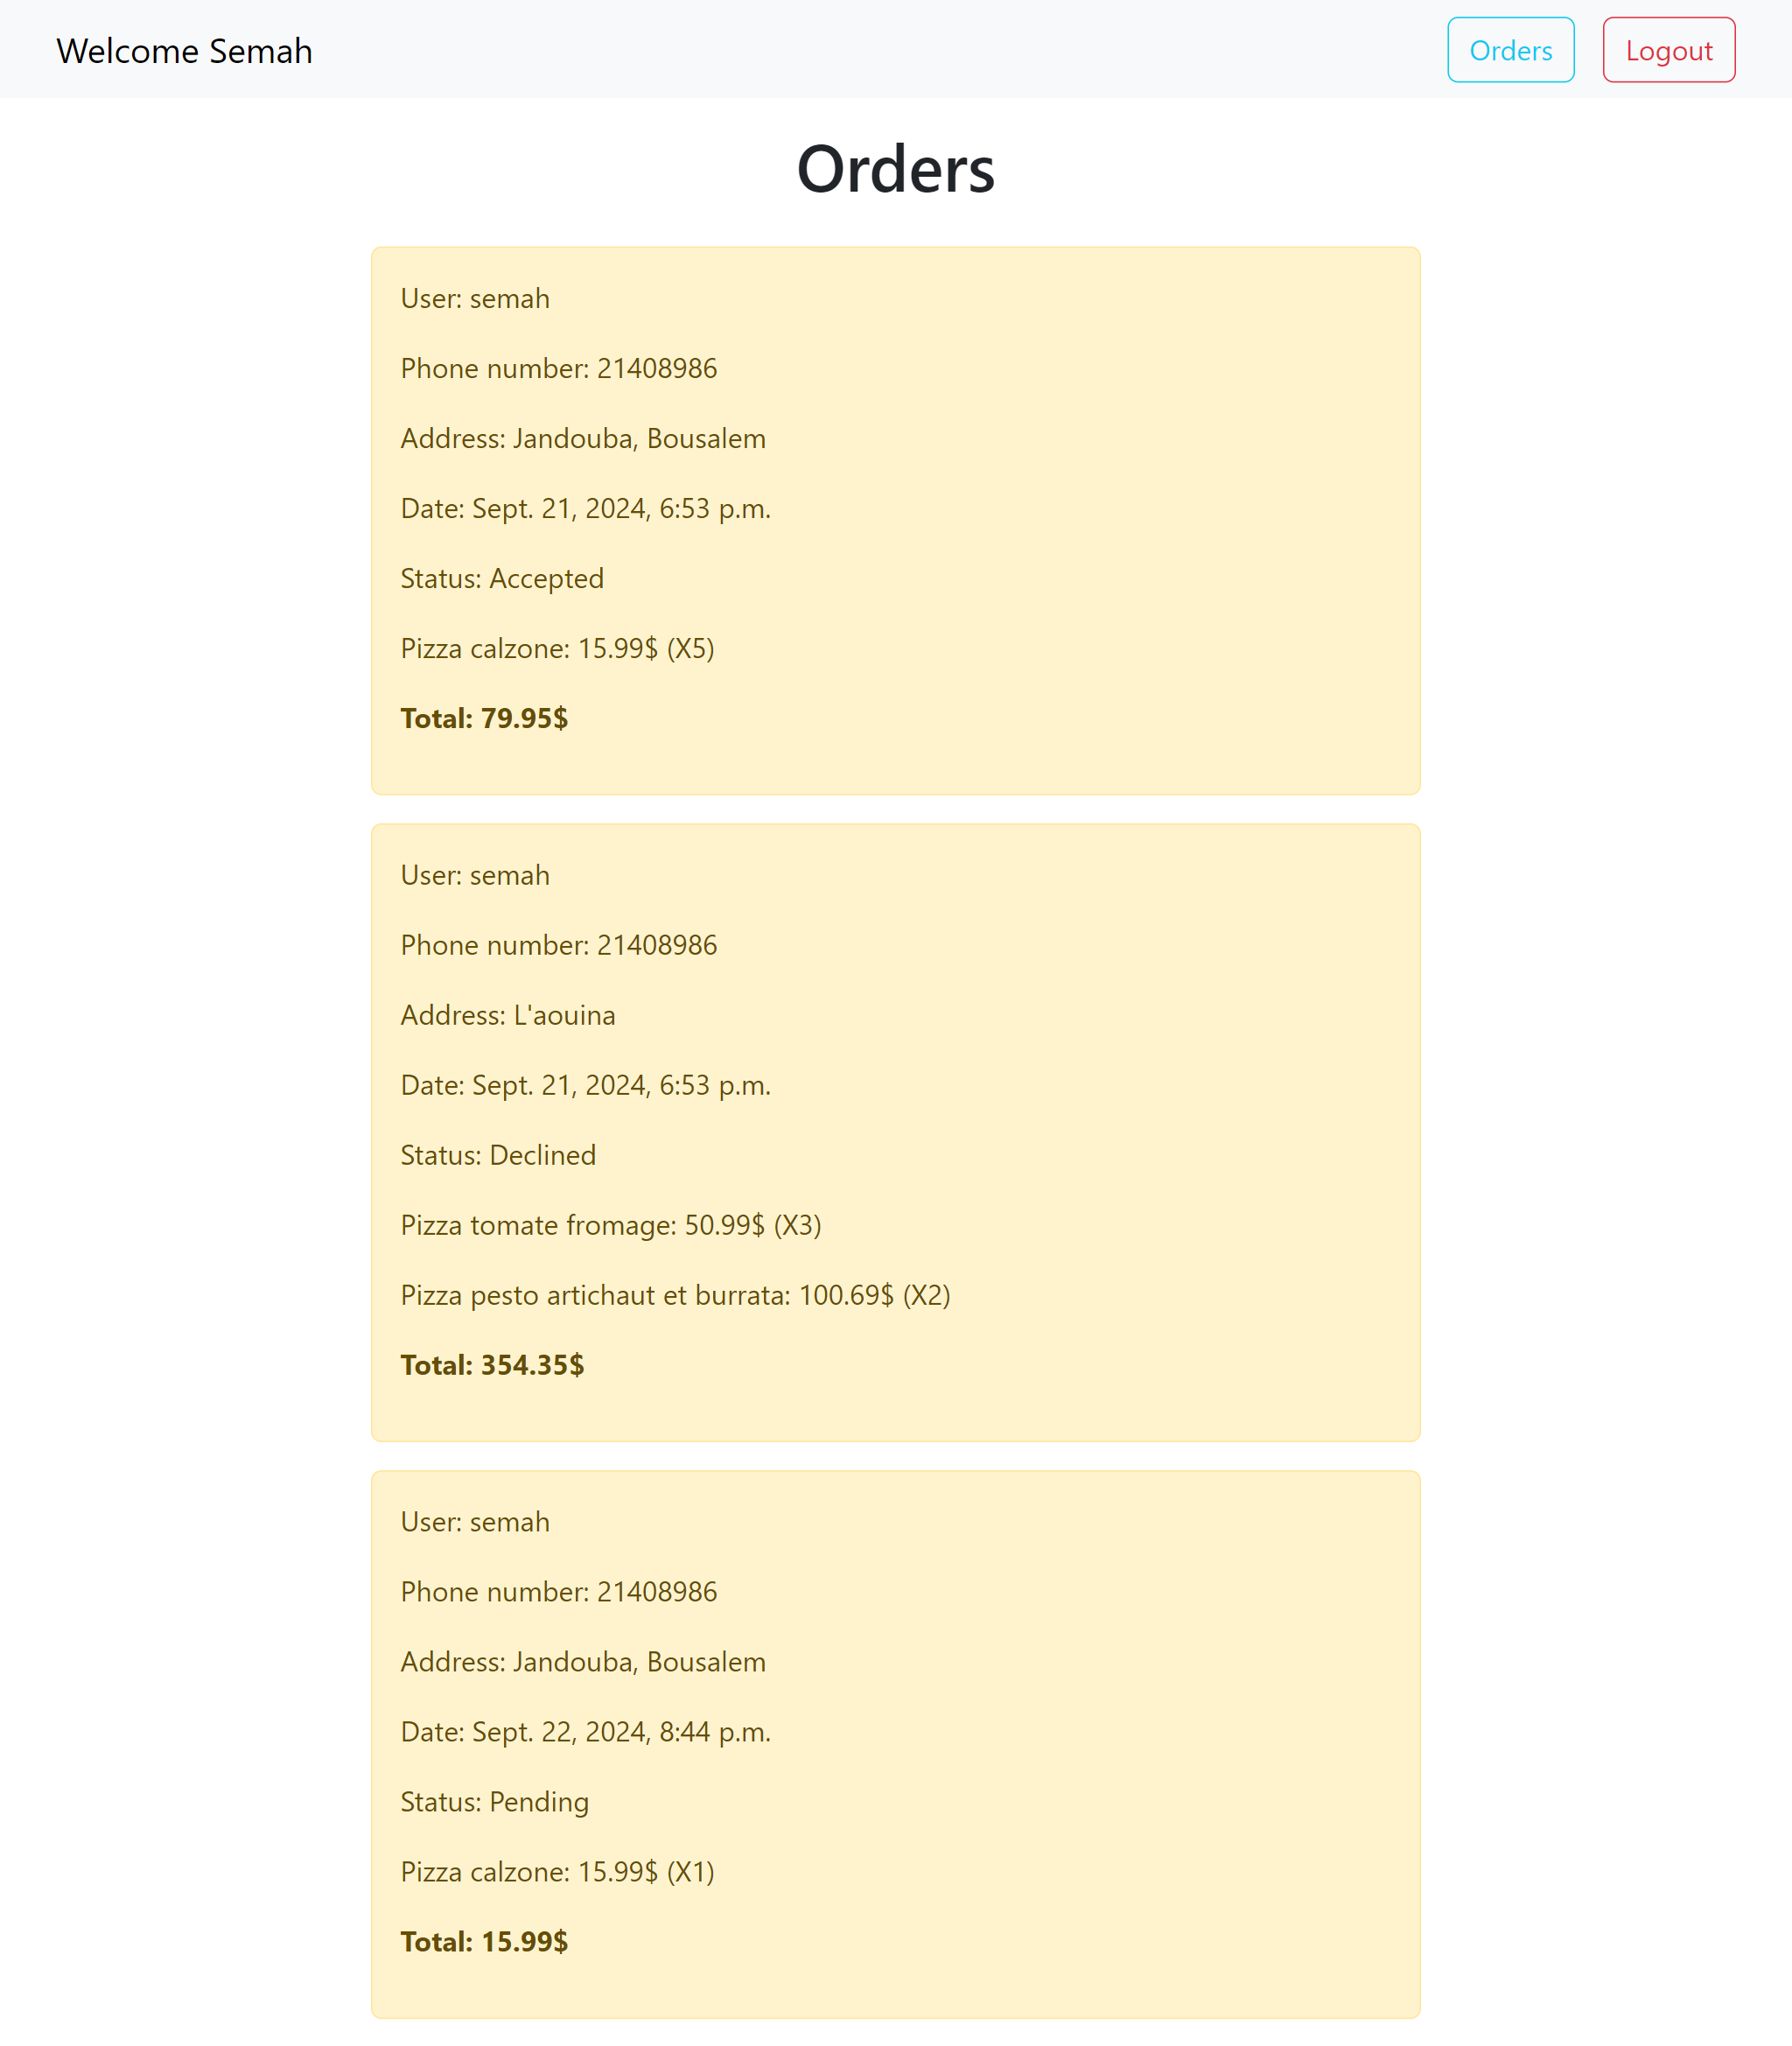 Welcome Semah
Orders
Logout
Orders
User: semah
Phone number: 21408986
Address: Jandouba, Bousalem
Date: Sept. 21, 2024, 6:53 p.m.
Status: Accepted
Pizza calzone: 15.99$ (X5)
Total: 79.95$
User: semah
Phone number: 21408986
Address: L'aouina
Date: Sept. 21, 2024, 6:53 p.m.
Status: Declined
Pizza tomate fromage: 50.99$ (X3)
Pizza pesto artichaut et burrata: 100.69$ (X2)
Total: 354.35$
User: semah
Phone number: 21408986
Address: Jandouba, Bousalem
Date: Sept. 22, 2024, 8:44 p.m.
Status: Pending
Pizza calzone: 15.99$ (X1)
Total: 15.99$